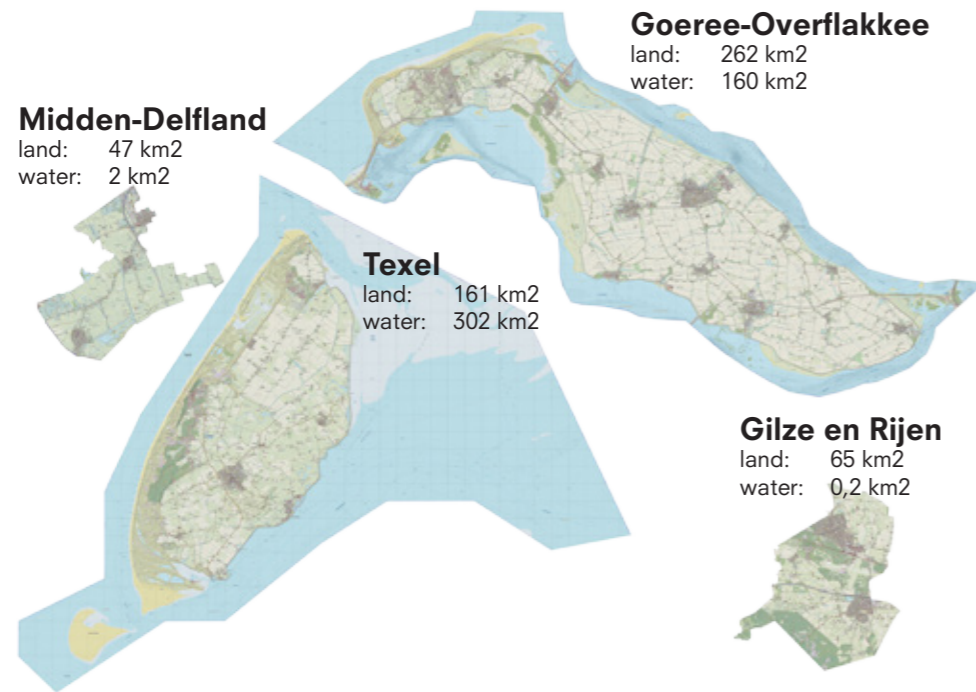 Goeree-Overflakkee
land: 262 km2
water: 160 km2
Midden-Delfland
land: 47 km2
water: 2 km2
Texel
land: 161 km2
water: 302 km2
Gilze en Rijen
land: 65 km2
water: 0,2 km2